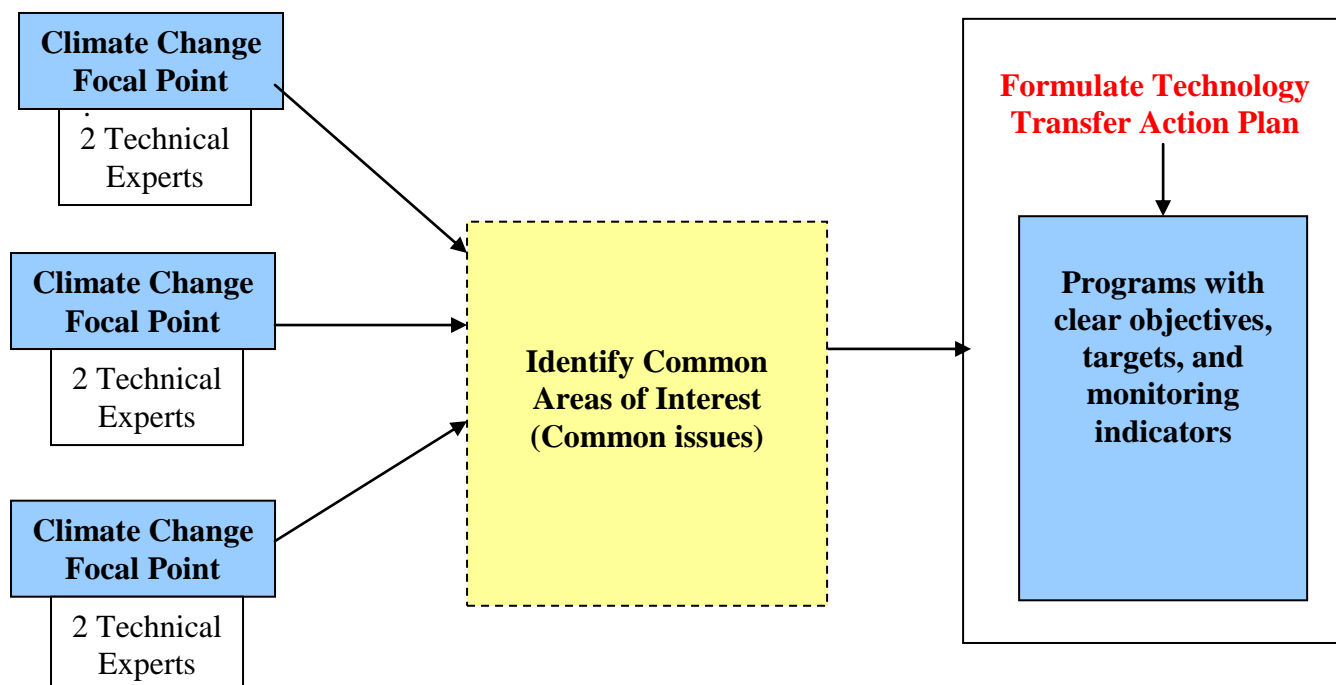 Climate Change
Focal Point
.
2 Technical
Experts
Climate Change
Focal Point
2 Technical
Experts
Climate Change
Focal Point
2 Technical
Experts
Identify Common
Areas of Interest
(Common issues)
Formulate Technology
Transfer Action Plan
Programs with
clear objectives,
targets, and
monitoring
indicators